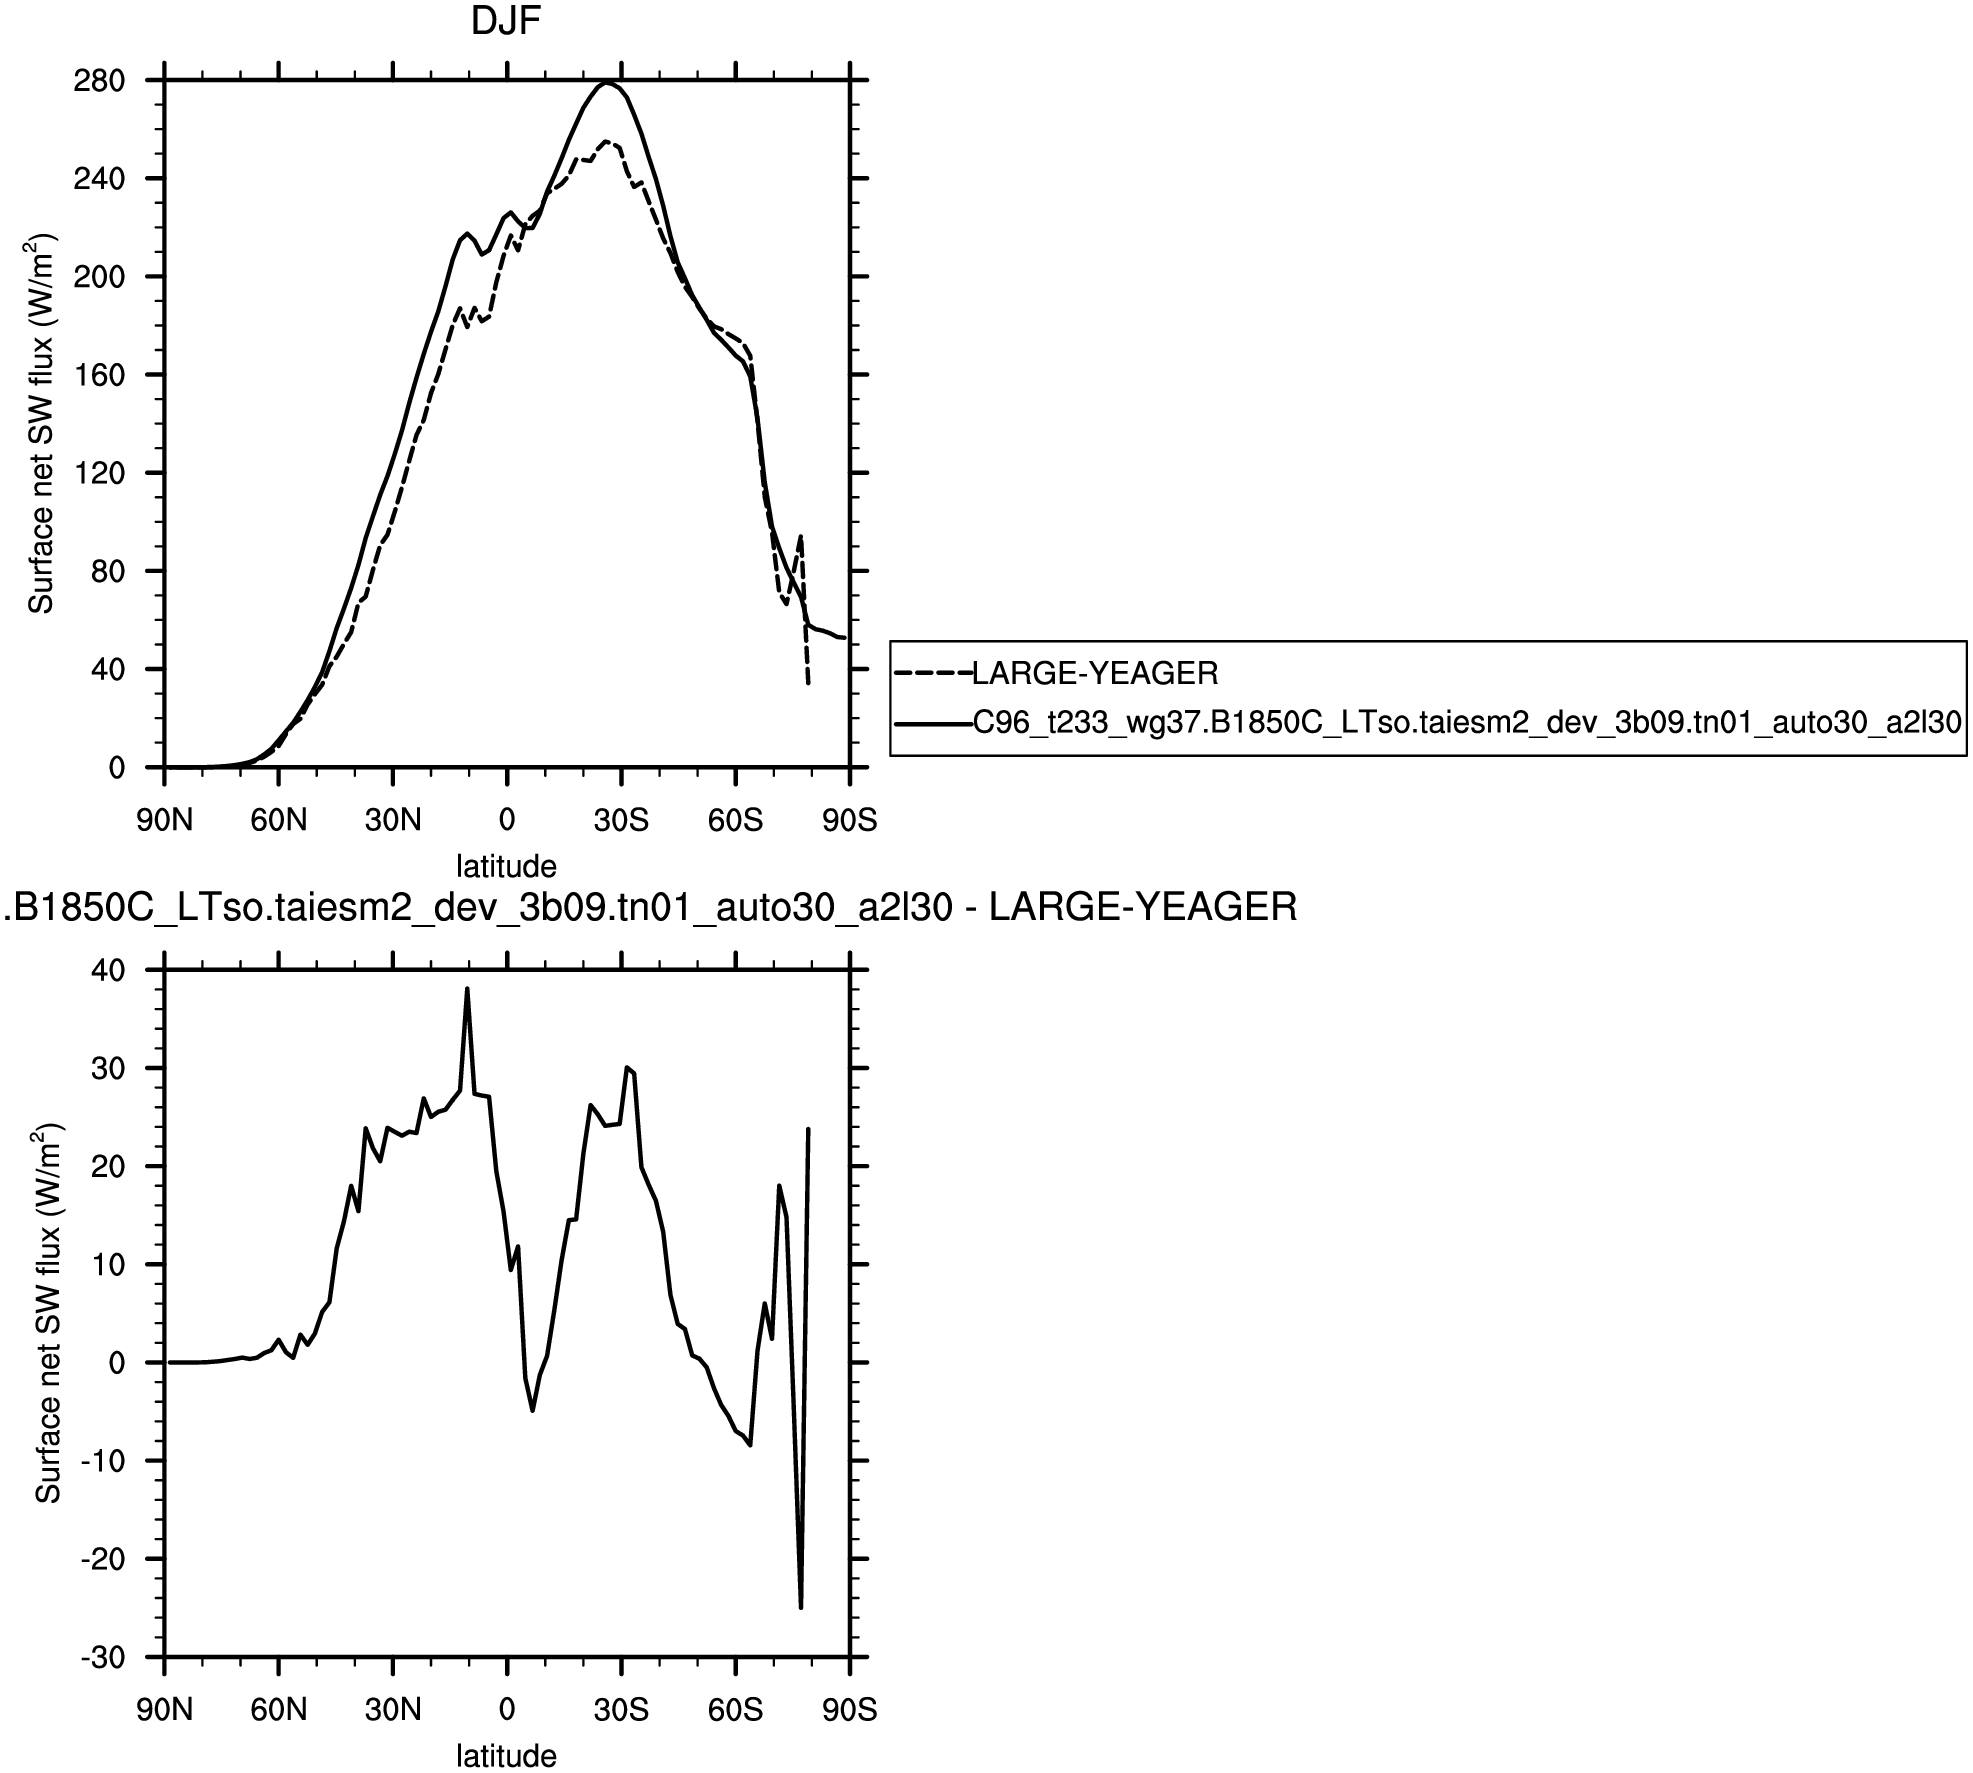 DJF
280
240
200
160
120
80
40
0
Surface net SW flux (W/m²)
90N 60N 30N 0 30S 60S 90S
latitude
LARGE-YEAGER
C96_t233_wg37.B1850C_LTso.taiesm2_dev_3b09.tn01_auto30_a2l30
.B1850C_LTso.taiesm2_dev_3b09.tn01_auto30_a2l30 - LARGE-YEAGER
40
30
20
10
0
-10
-20
-30
Surface net SW flux (W/m²)
90N 60N 30N 0 30S 60S 90S
latitude